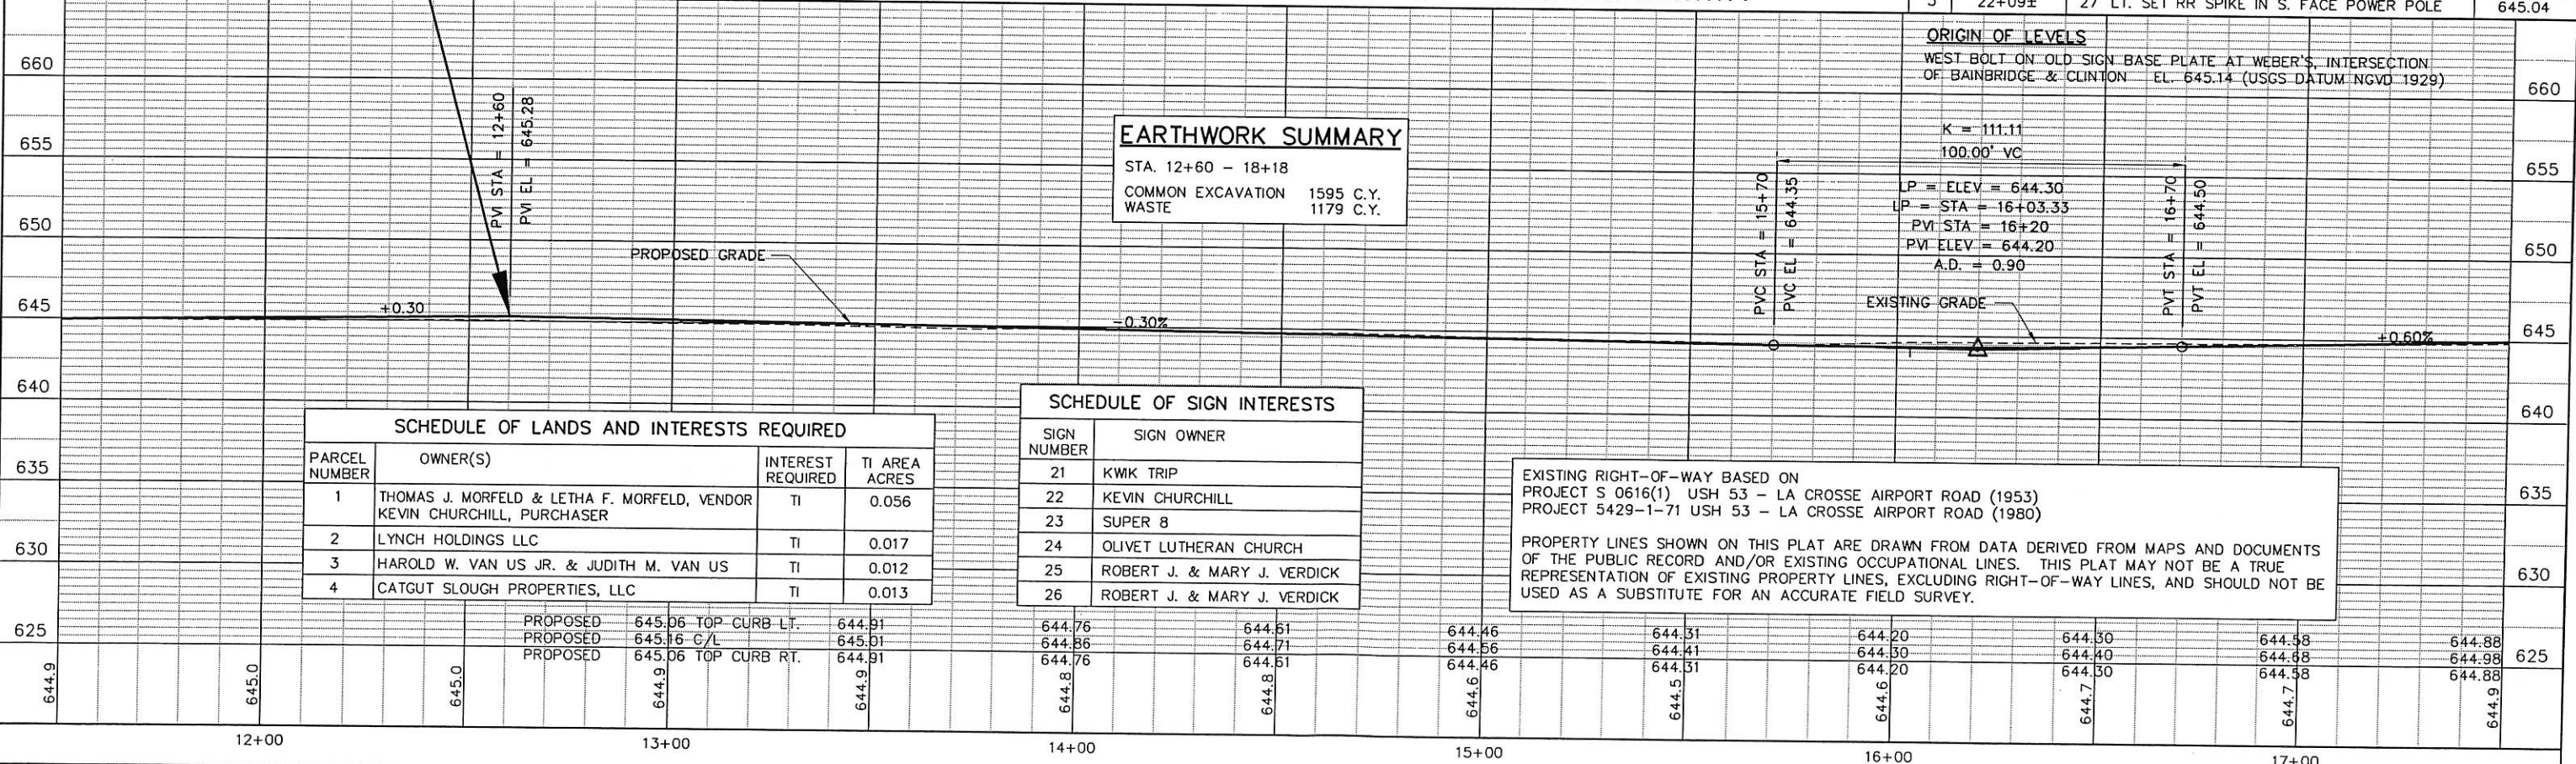 3 22+09± 27' LT. SET RR SPIKE IN S. FACE POWER POLE 645.04
ORIGIN OF LEVELS
WEST BOLT ON OLD SIGN BASE PLATE AT WEBER'S, INTERSECTION
OF BAINBRIDGE & CLINTON EL. 645.14 (USGS DATUM NGVD 1929)
660
655
650
645
640
635
630
625
660
655
650
645
640
635
630
625
PVI STA = 12+60
PVI EL = 645.28
EARTHWORK SUMMARY
STA. 12+60 - 18+18
COMMON EXCAVATION 1595 C.Y.
WASTE 1179 C.Y.
K = 111.11
100.00' VC
LP = ELEV = 644.30
LP = STA = 16+03.33
PVI STA = 16+20
PVI ELEV = 644.20
A.D. = 0.90
PVC STA = 15+70
PVC EL = 644.35
PVT STA = 16+70
PVT EL = 644.50
PROPOSED GRADE
EXISTING GRADE
+0.30
-0.30%
+0.60%
SCHEDULE OF LANDS AND INTERESTS REQUIRED
PARCEL NUMBER OWNER(S) INTEREST REQUIRED TI AREA ACRES
1 THOMAS J. MORFELD & LETHA F. MORFELD, VENDOR TI 0.056
KEVIN CHURCHILL, PURCHASER
2 LYNCH HOLDINGS LLC TI 0.017
3 HAROLD W. VAN US JR. & JUDITH M. VAN US TI 0.012
4 CATGUT SLOUGH PROPERTIES, LLC TI 0.013
SCHEDULE OF SIGN INTERESTS
SIGN NUMBER SIGN OWNER
21 KWIK TRIP
22 KEVIN CHURCHILL
23 SUPER 8
24 OLIVET LUTHERAN CHURCH
25 ROBERT J. & MARY J. VERDICK
26 ROBERT J. & MARY J. VERDICK
EXISTING RIGHT-OF-WAY BASED ON
PROJECT S 0616(1) USH 53 - LA CROSSE AIRPORT ROAD (1953)
PROJECT 5429-1-71 USH 53 - LA CROSSE AIRPORT ROAD (1980)
PROPERTY LINES SHOWN ON THIS PLAT ARE DRAWN FROM DATA DERIVED FROM MAPS AND DOCUMENTS
OF THE PUBLIC RECORD AND/OR EXISTING OCCUPATIONAL LINES. THIS PLAT MAY NOT BE A TRUE
REPRESENTATION OF EXISTING PROPERTY LINES, EXCLUDING RIGHT-OF-WAY LINES, AND SHOULD NOT BE
USED AS A SUBSTITUTE FOR AN ACCURATE FIELD SURVEY.
PROPOSED 645.06 TOP CURB LT. 644.91 644.76 644.61 644.46 644.31 644.20 644.30 644.58 644.88
PROPOSED 645.16 C/L 645.01 644.86 644.71 644.56 644.41 644.30 644.40 644.68 644.98
PROPOSED 645.06 TOP CURB RT. 644.91 644.76 644.61 644.46 644.31 644.20 644.30 644.58 644.88
644.9 645.0 645.0 644.9 644.9 644.8 644.8 644.6 644.5 644.6 644.7 644.7 644.9
12+00 13+00 14+00 15+00 16+00 17+00